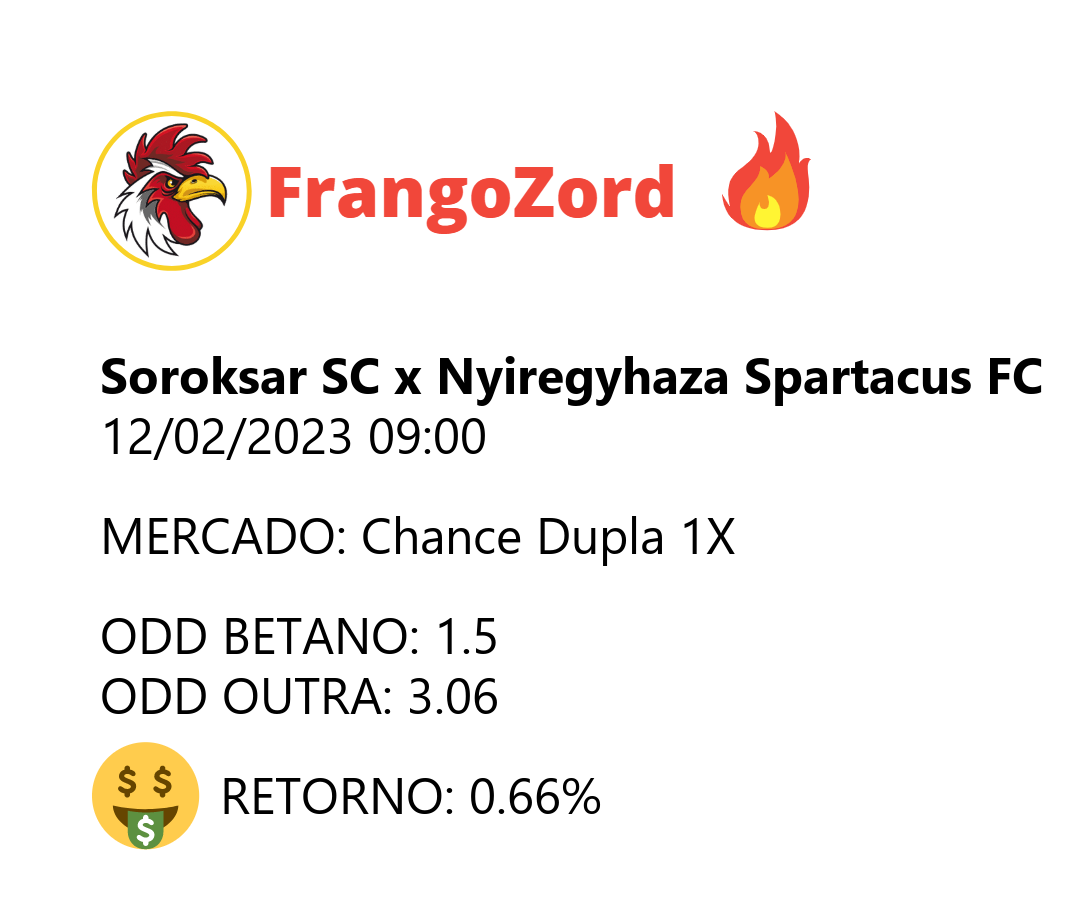 FrangoZord
Soroksar SC x Nyiregyhaza Spartacus FC
12/02/2023 09:00
MERCADO: Chance Dupla 1X
ODD BETANO: 1.5
ODD OUTRA: 3.06
RETORNO: 0.66%